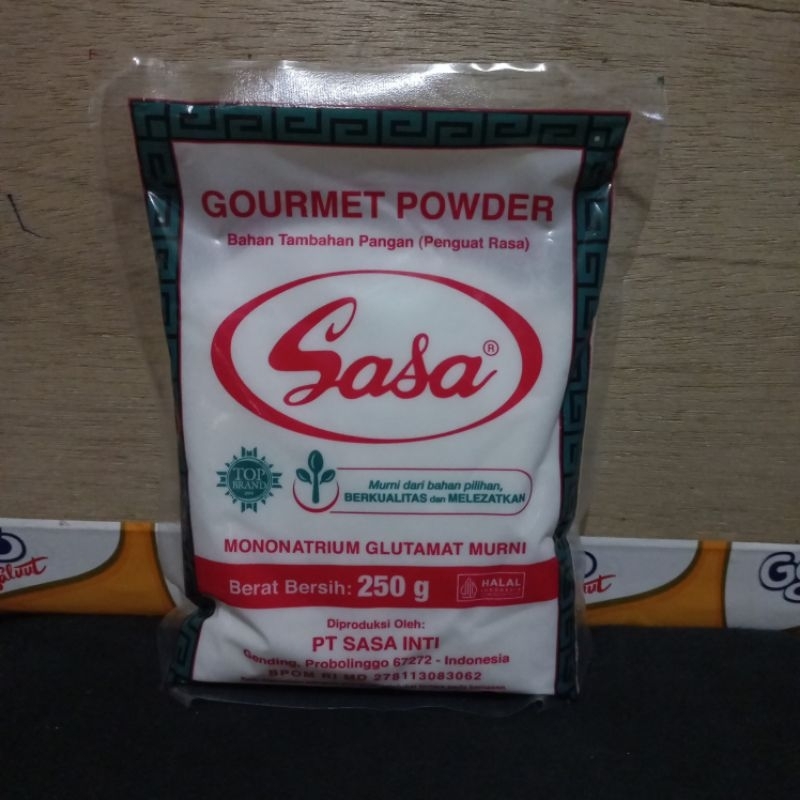 GOURMET POWDER
Bahan Tambahan Pangan (Penguat Rasa)
Sasa®
TOP
BRAND
Murni dari bahan pilihan,
BERKUALITAS dan MELEZATKAN
MONONATRIUM GLUTAMAT MURNI
Berat Bersih: 250 g
HALAL
INDONESIA
Diproduksi Oleh:
PT SASA INTI
Gending, Probolinggo 67272 - Indonesia
BPOM RI MD 278113083062